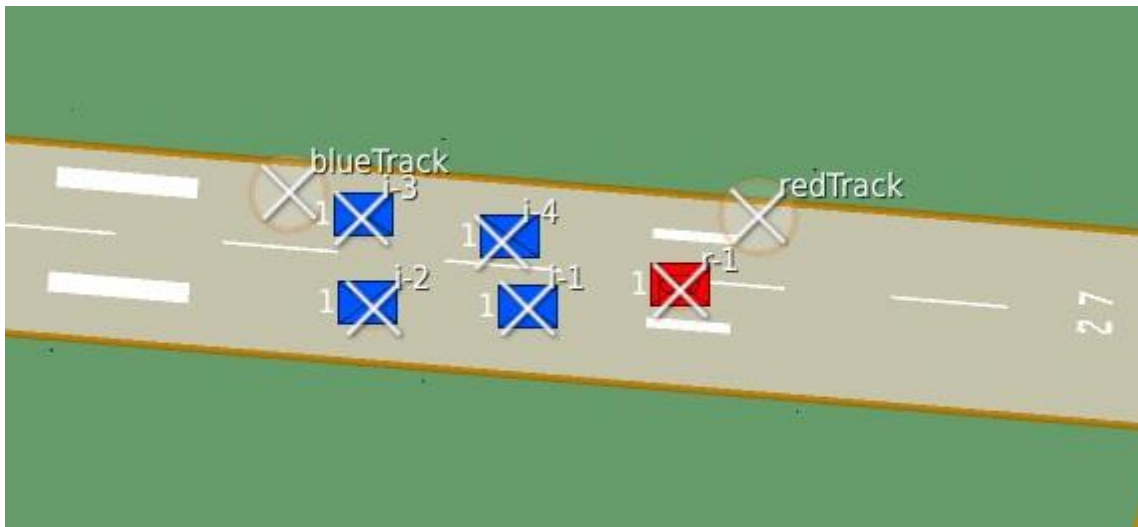 blueTrack
redTrack
1 i-3
1 i-4
1 r-1
1 i-2
1 i-1
27